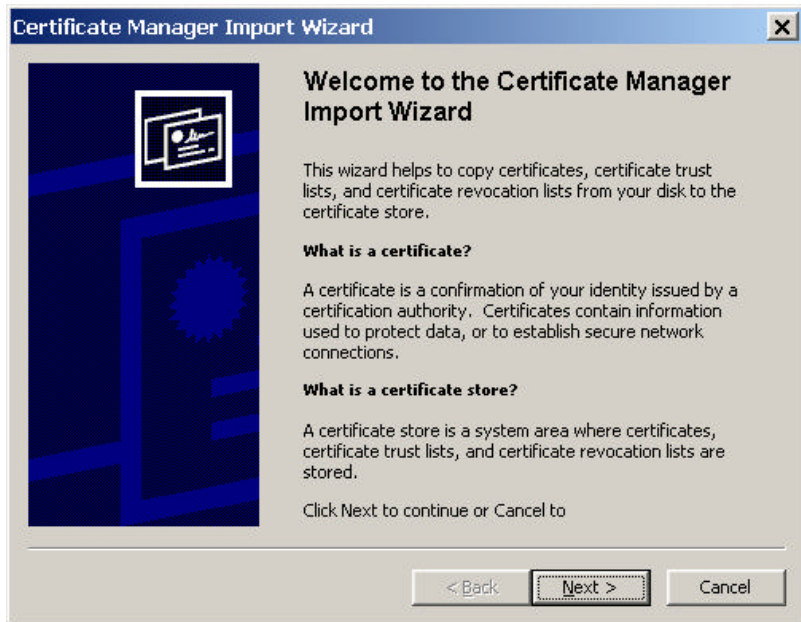 Certificate Manager Import Wizard
Welcome to the Certificate Manager
Import Wizard
This wizard helps to copy certificates, certificate trust
lists, and certificate revocation lists from your disk to the
certificate store.
What is a certificate?
A certificate is a confirmation of your identity issued by a
certification authority.  Certificates contain information
used to protect data, or to establish secure network
connections.
What is a certificate store?
A certificate store is a system area where certificates,
certificate trust lists, and certificate revocation lists are
stored.
Click Next to continue or Cancel to
< Back
Next >
Cancel